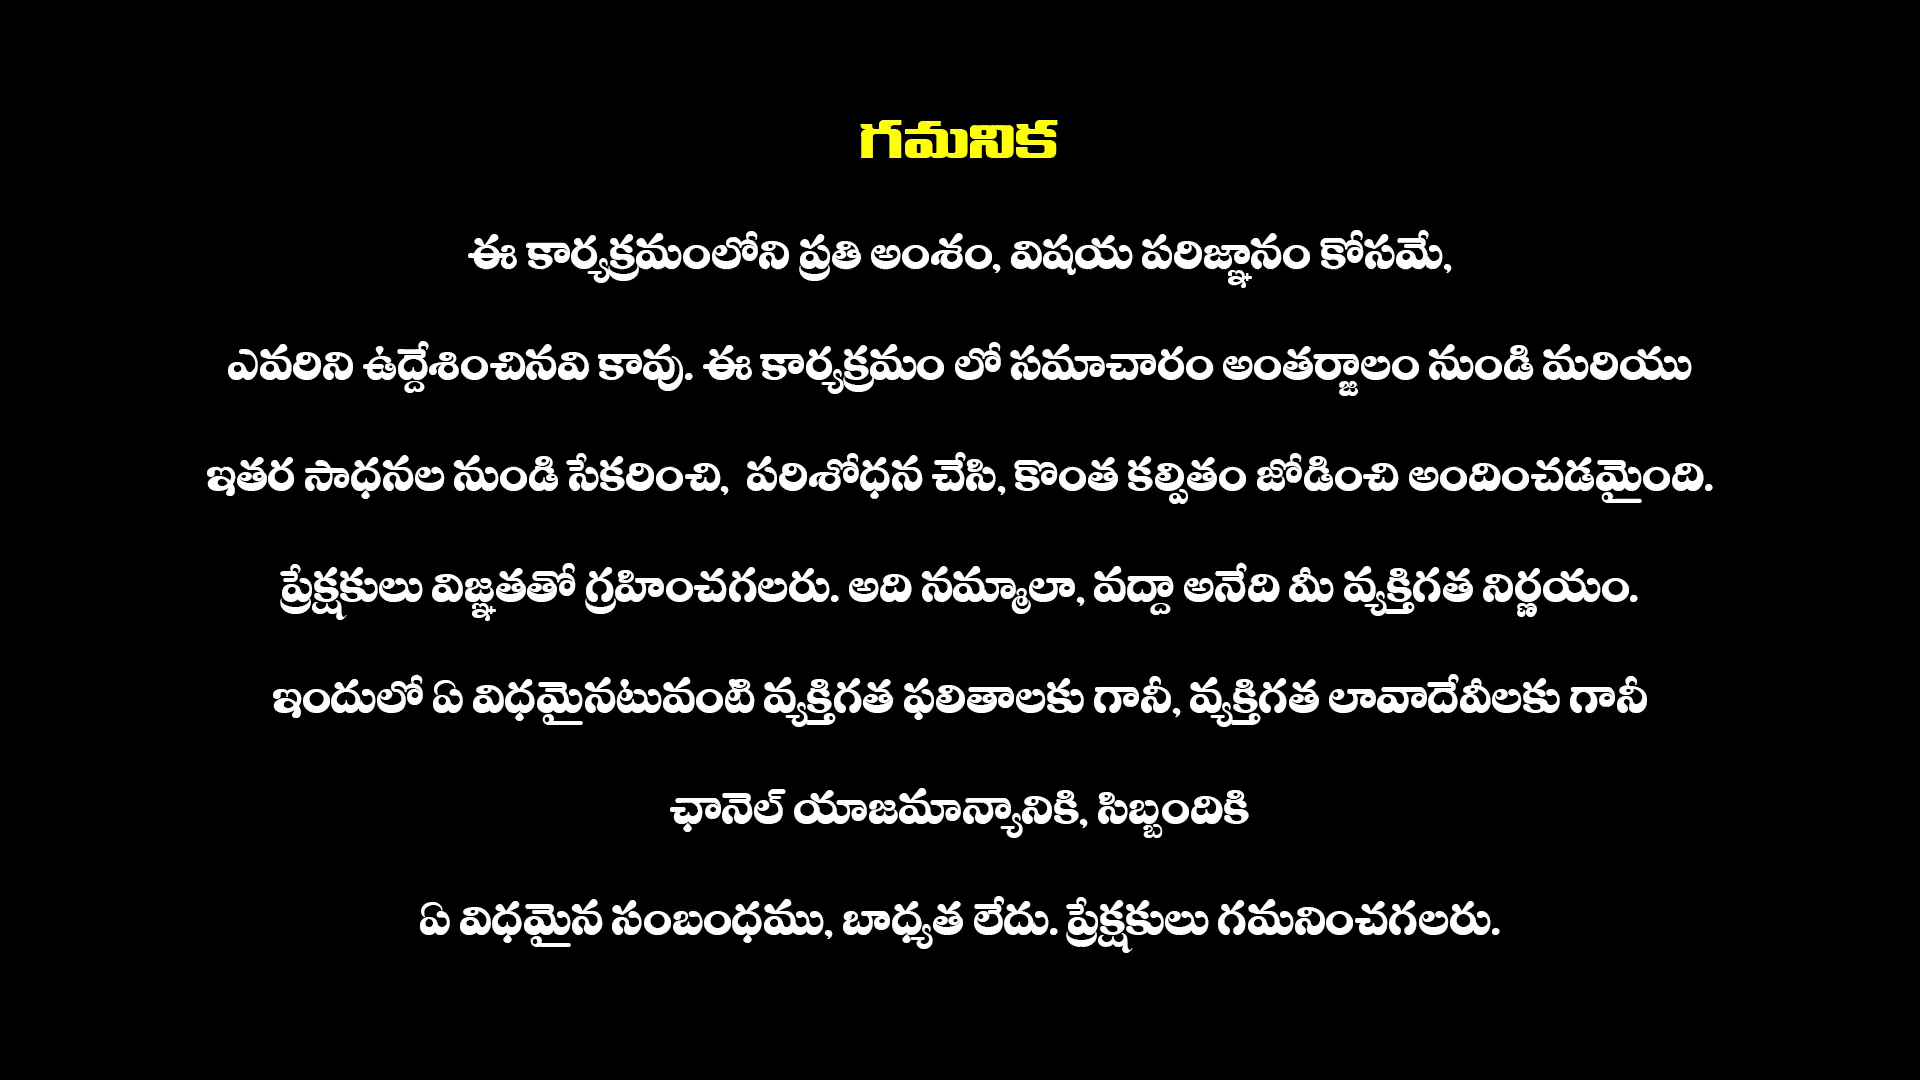 గమనిక
ఈ కార్యక్రమంలోని ప్రతి అంశం, విషయ పరిజ్ఞానం కోసమే,
ఎవరిని ఉద్దేశించినవి కావు. ఈ కార్యక్రమం లో సమాచారం అంతర్జాలం నుండి మరియు
ఇతర సాధనల నుండి సేకరించి, పరిశోధన చేసి, కొంత కల్పితం జోడించి అందించడమైంది.
ప్రేక్షకులు విజ్ఞతతో గ్రహించగలరు. అది నమ్మాలా, వద్దా అనేది మీ వ్యక్తిగత నిర్ణయం.
ఇందులో ఏ విధమైనటువంటి వ్యక్తిగత ఫలితాలకు గానీ, వ్యక్తిగత లావాదేవీలకు గానీ
ఛానెల్ యాజమాన్యానికి, సిబ్బందికి
ఏ విధమైన సంబంధము, బాధ్యత లేదు. ప్రేక్షకులు గమనించగలరు.